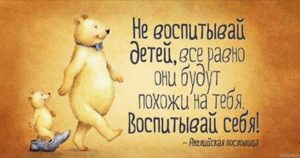 Не воспитывай
детей, все равно
они будут
похожи на тебя.
Воспитывай себя!
– Английская пословица